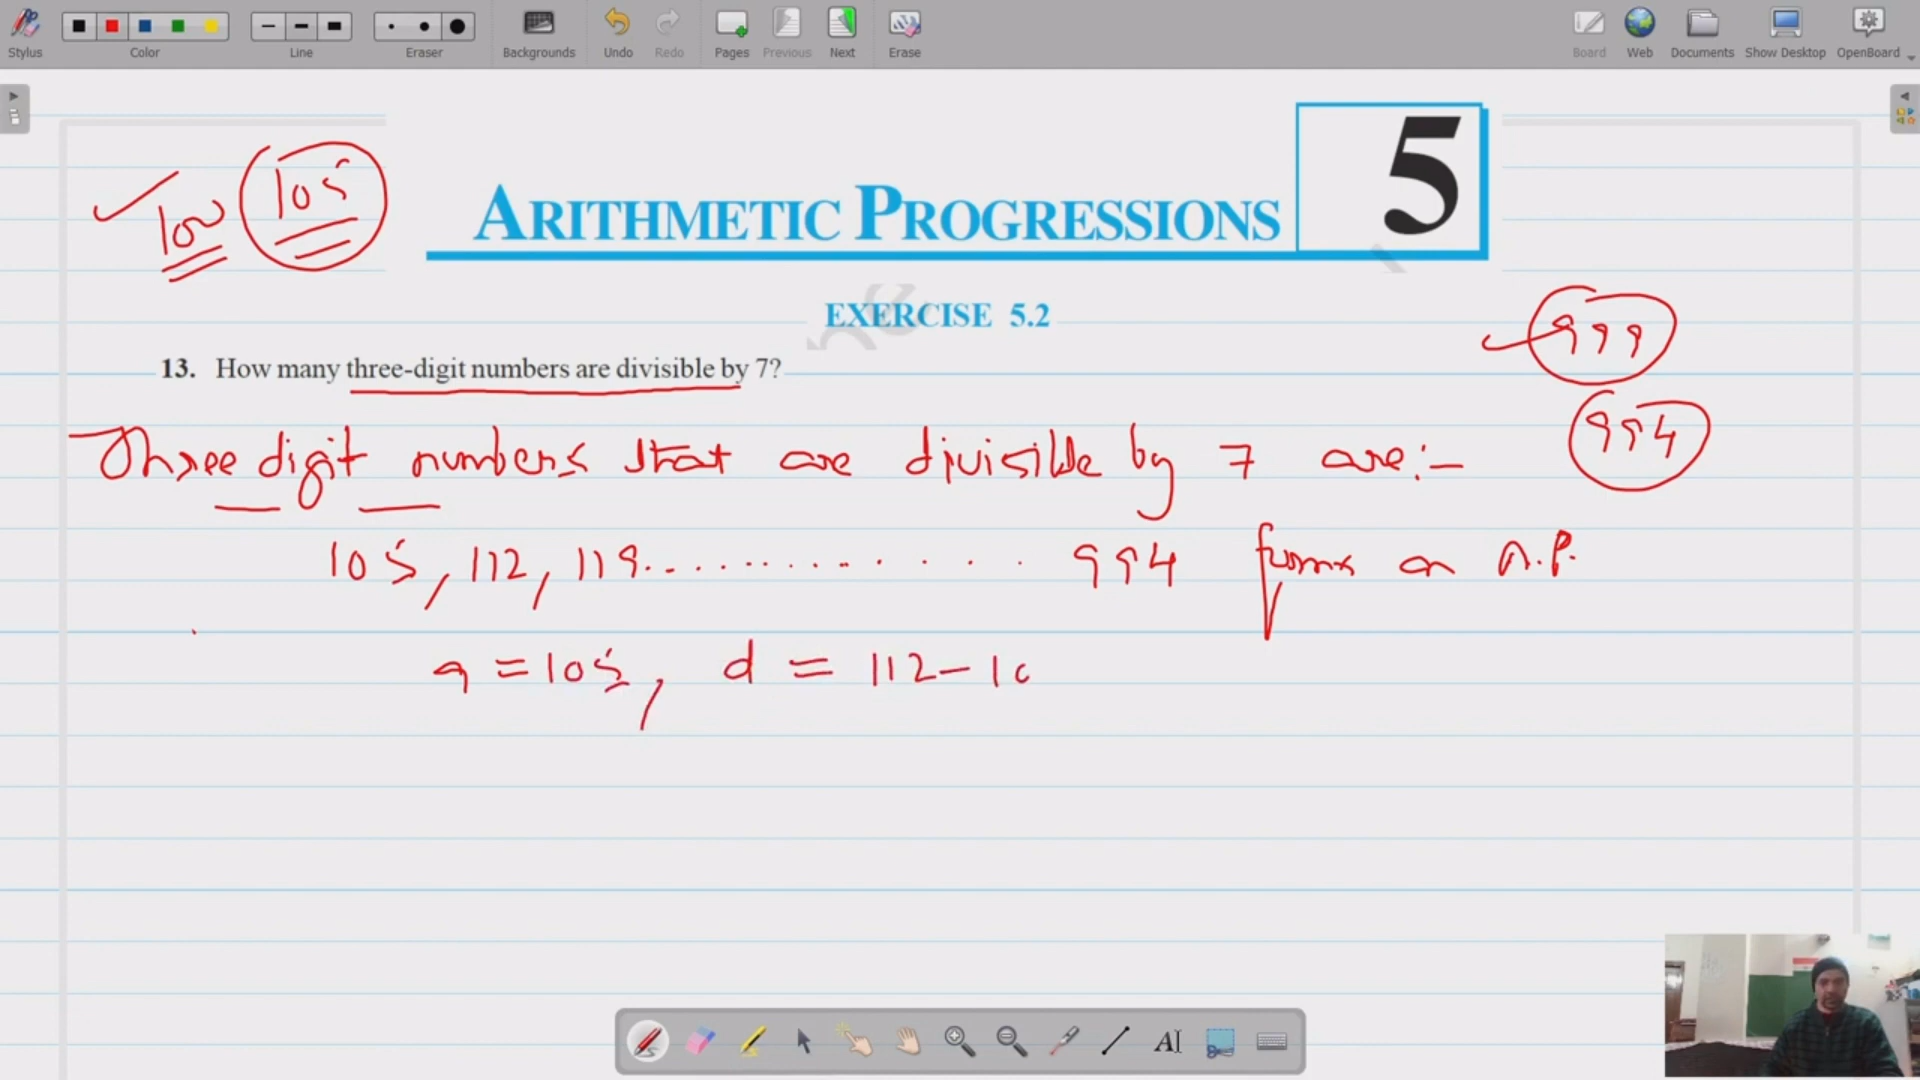 Stylus
Color
Line
Eraser
Backgrounds
Undo
Redo
Pages
Previous
Next
Erase
Board
Web
Documents
Show Desktop
OpenBoard
100 105
ARITHMETIC PROGRESSIONS
5
EXERCISE 5.2
999
13. How many three-digit numbers are divisible by 7?
994
Three digit numbers that are divisible by 7 are:-
105, 112, 119.............. 994 forms an A.P.
a = 105, d = 112 - 10
AI